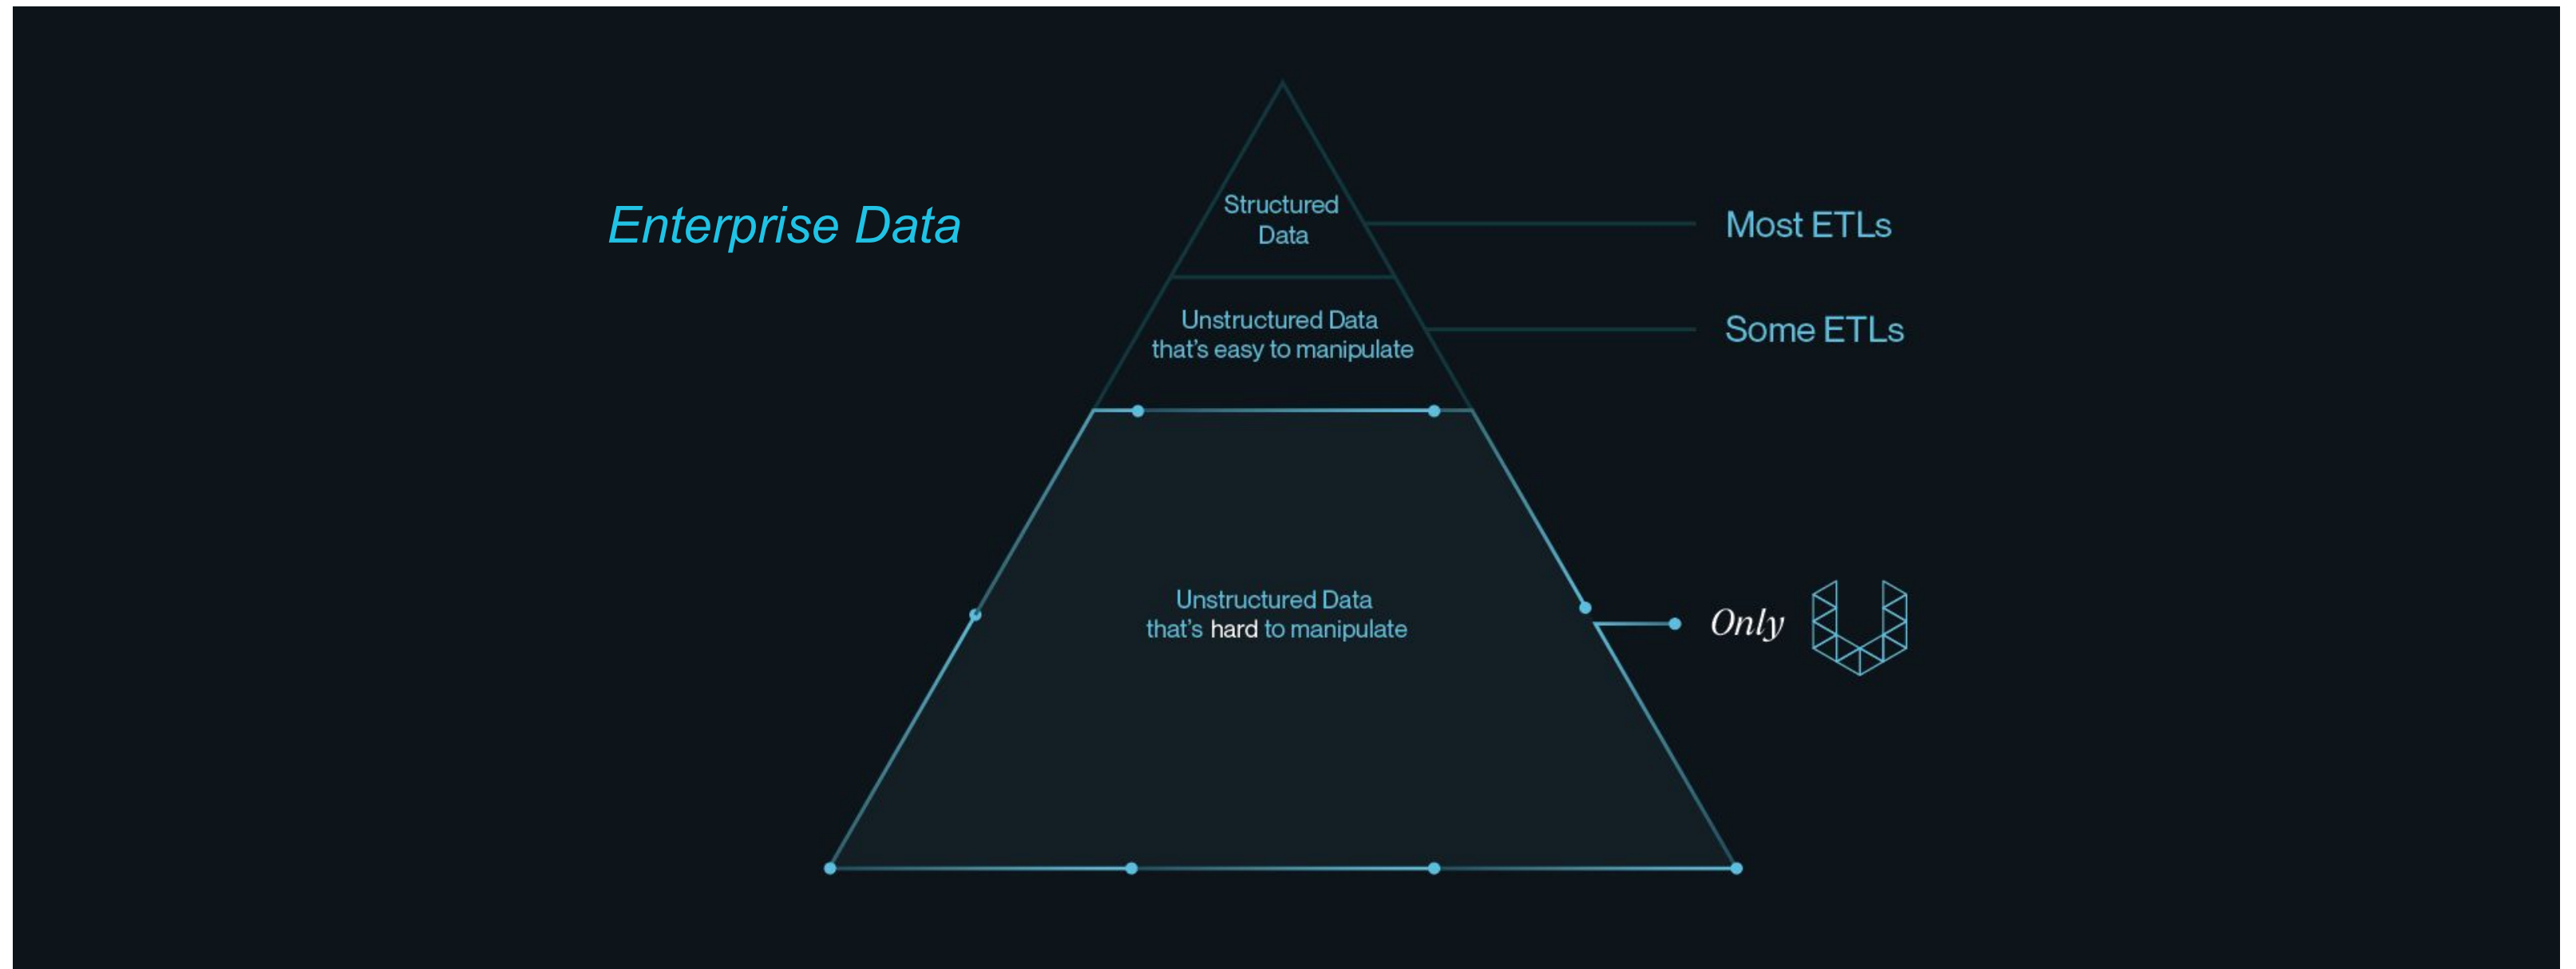 Enterprise Data
Structured
Data
Most ETLs
Unstructured Data
that's easy to manipulate
Some ETLs
Unstructured Data
that's hard to manipulate
Only